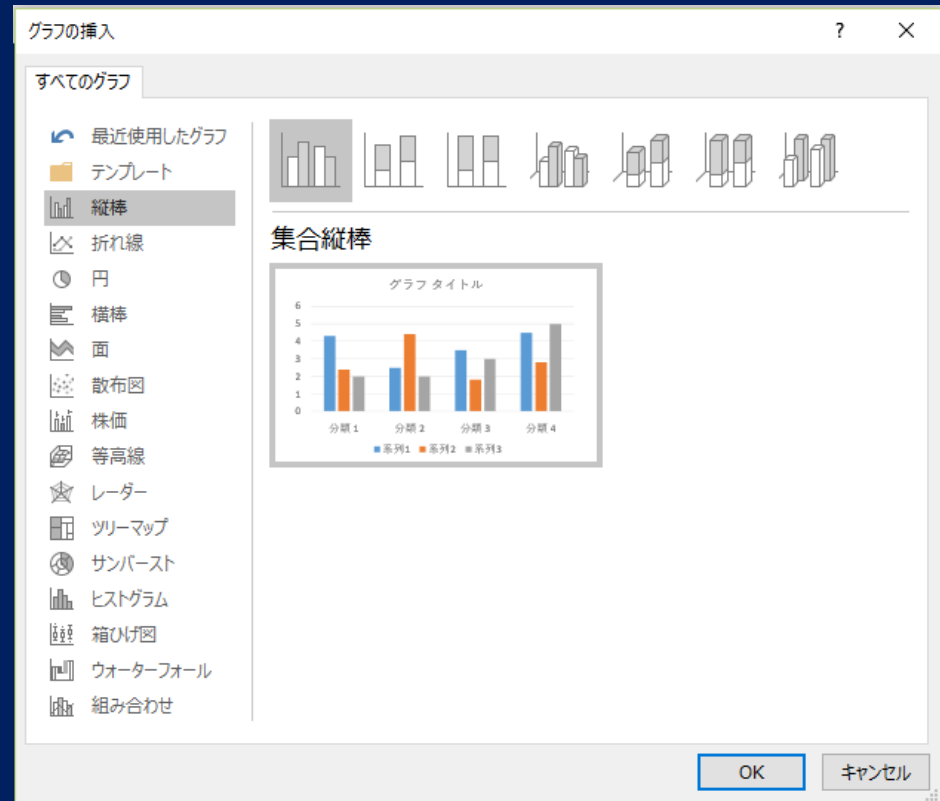 グラフの挿入
?
すべてのグラフ
最近使用したグラフ
テンプレート
縦棒
折れ線
円
横棒
面
散布図
株価
等高線
レーダー
ツリーマップ
サンバースト
ヒストグラム
箱ひげ図
ウォーターフォール
組み合わせ
集合縦棒
グラフ タイトル
6
5
4
3
2
1
0
分類 1 分類 2 分類 3 分類 4
系列1 系列2 系列3
OK キャンセル